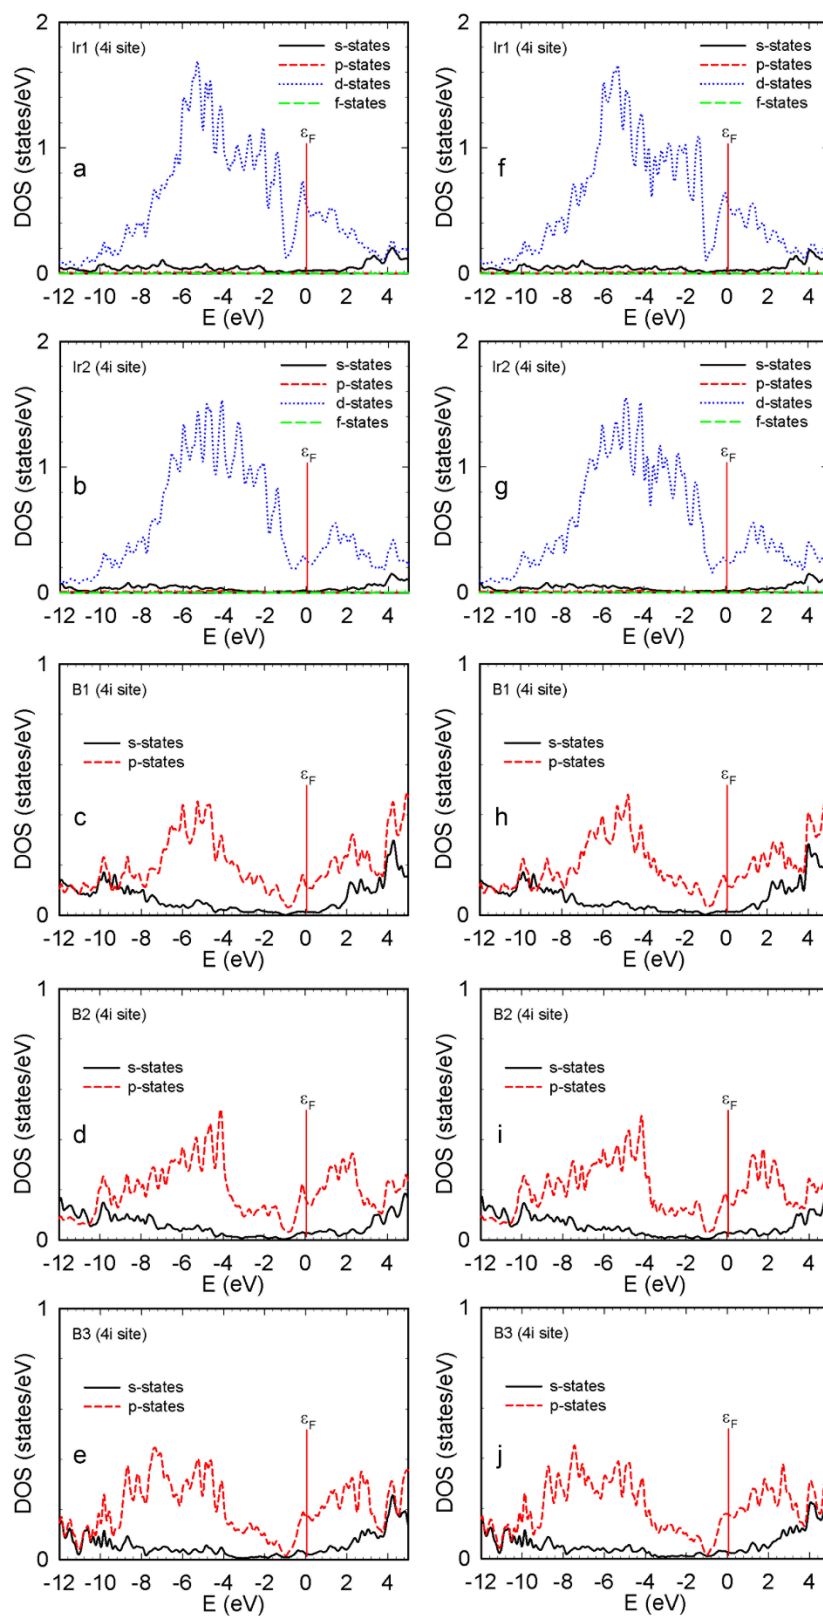 2
Ir1 (4i site)
s-states
p-states
d-states
f-states
DOS (states/eV)
1
a
εF
0
-12 -10 -8 -6 -4 -2 0 2 4
E (eV)
2
Ir1 (4i site)
s-states
p-states
d-states
f-states
DOS (states/eV)
1
f
εF
0
-12 -10 -8 -6 -4 -2 0 2 4
E (eV)
2
Ir2 (4i site)
s-states
p-states
d-states
f-states
DOS (states/eV)
1
b
εF
0
-12 -10 -8 -6 -4 -2 0 2 4
E (eV)
2
Ir2 (4i site)
s-states
p-states
d-states
f-states
DOS (states/eV)
1
g
εF
0
-12 -10 -8 -6 -4 -2 0 2 4
E (eV)
1
B1 (4i site)
s-states
p-states
DOS (states/eV)
c
εF
0
-12 -10 -8 -6 -4 -2 0 2 4
E (eV)
1
B1 (4i site)
s-states
p-states
DOS (states/eV)
h
εF
0
-12 -10 -8 -6 -4 -2 0 2 4
E (eV)
1
B2 (4i site)
s-states
p-states
DOS (states/eV)
d
εF
0
-12 -10 -8 -6 -4 -2 0 2 4
E (eV)
1
B2 (4i site)
s-states
p-states
DOS (states/eV)
i
εF
0
-12 -10 -8 -6 -4 -2 0 2 4
E (eV)
1
B3 (4i site)
s-states
p-states
DOS (states/eV)
e
εF
0
-12 -10 -8 -6 -4 -2 0 2 4
E (eV)
1
B3 (4i site)
s-states
p-states
DOS (states/eV)
j
εF
0
-12 -10 -8 -6 -4 -2 0 2 4
E (eV)